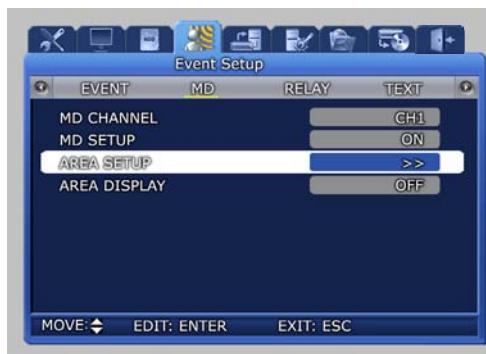 Event Setup
EVENT MD RELAY TEXT
MD CHANNEL CH1
MD SETUP ON
AREA SETUP >>
AREA DISPLAY OFF
MOVE: EDIT: ENTER EXIT: ESC